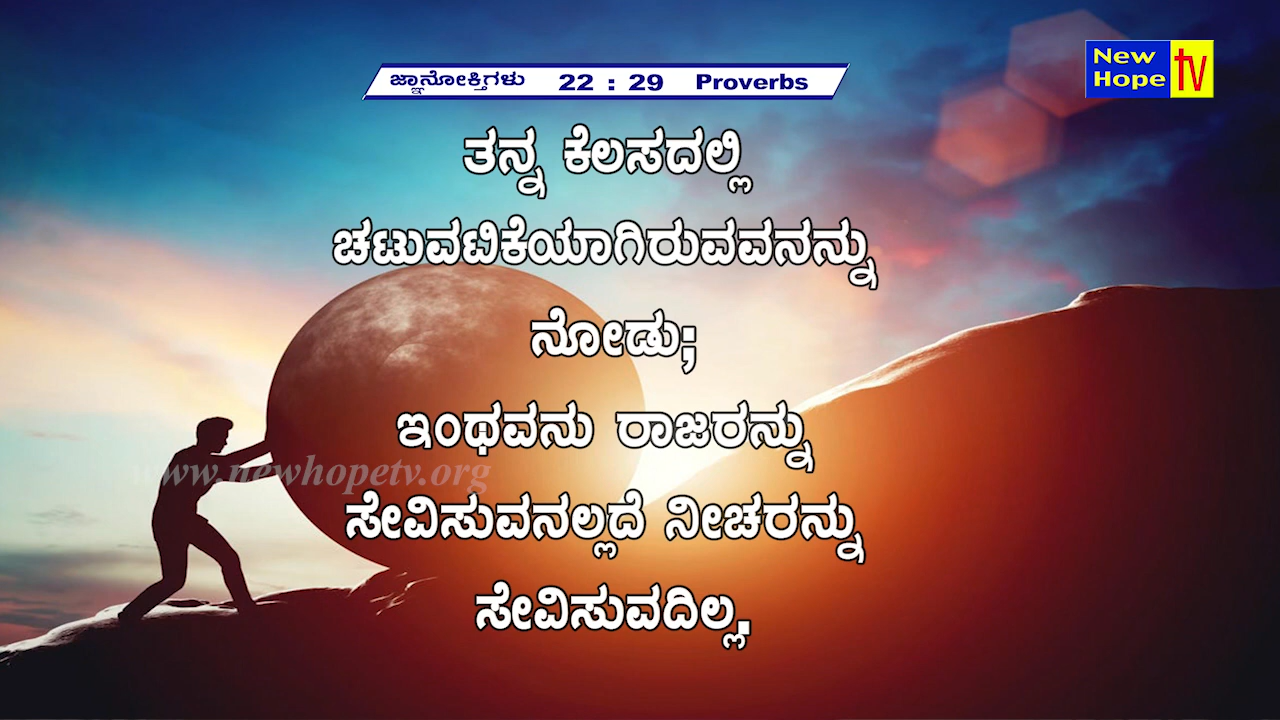 New
Hope tv
ಜ್ಞಾನೋಕ್ತಿಗಳು 22 : 29 Proverbs
ತನ್ನ ಕೆಲಸದಲ್ಲಿ
ಚಟುವಟಿಕೆಯಾಗಿರುವವನನ್ನು
ನೋಡು;
ಇಂಥವನು ರಾಜರನ್ನು
ಸೇವಿಸುವನಲ್ಲದೆ ನೀಚರನ್ನು
ಸೇವಿಸುವದಿಲ್ಲ.
www.newhopetv.org